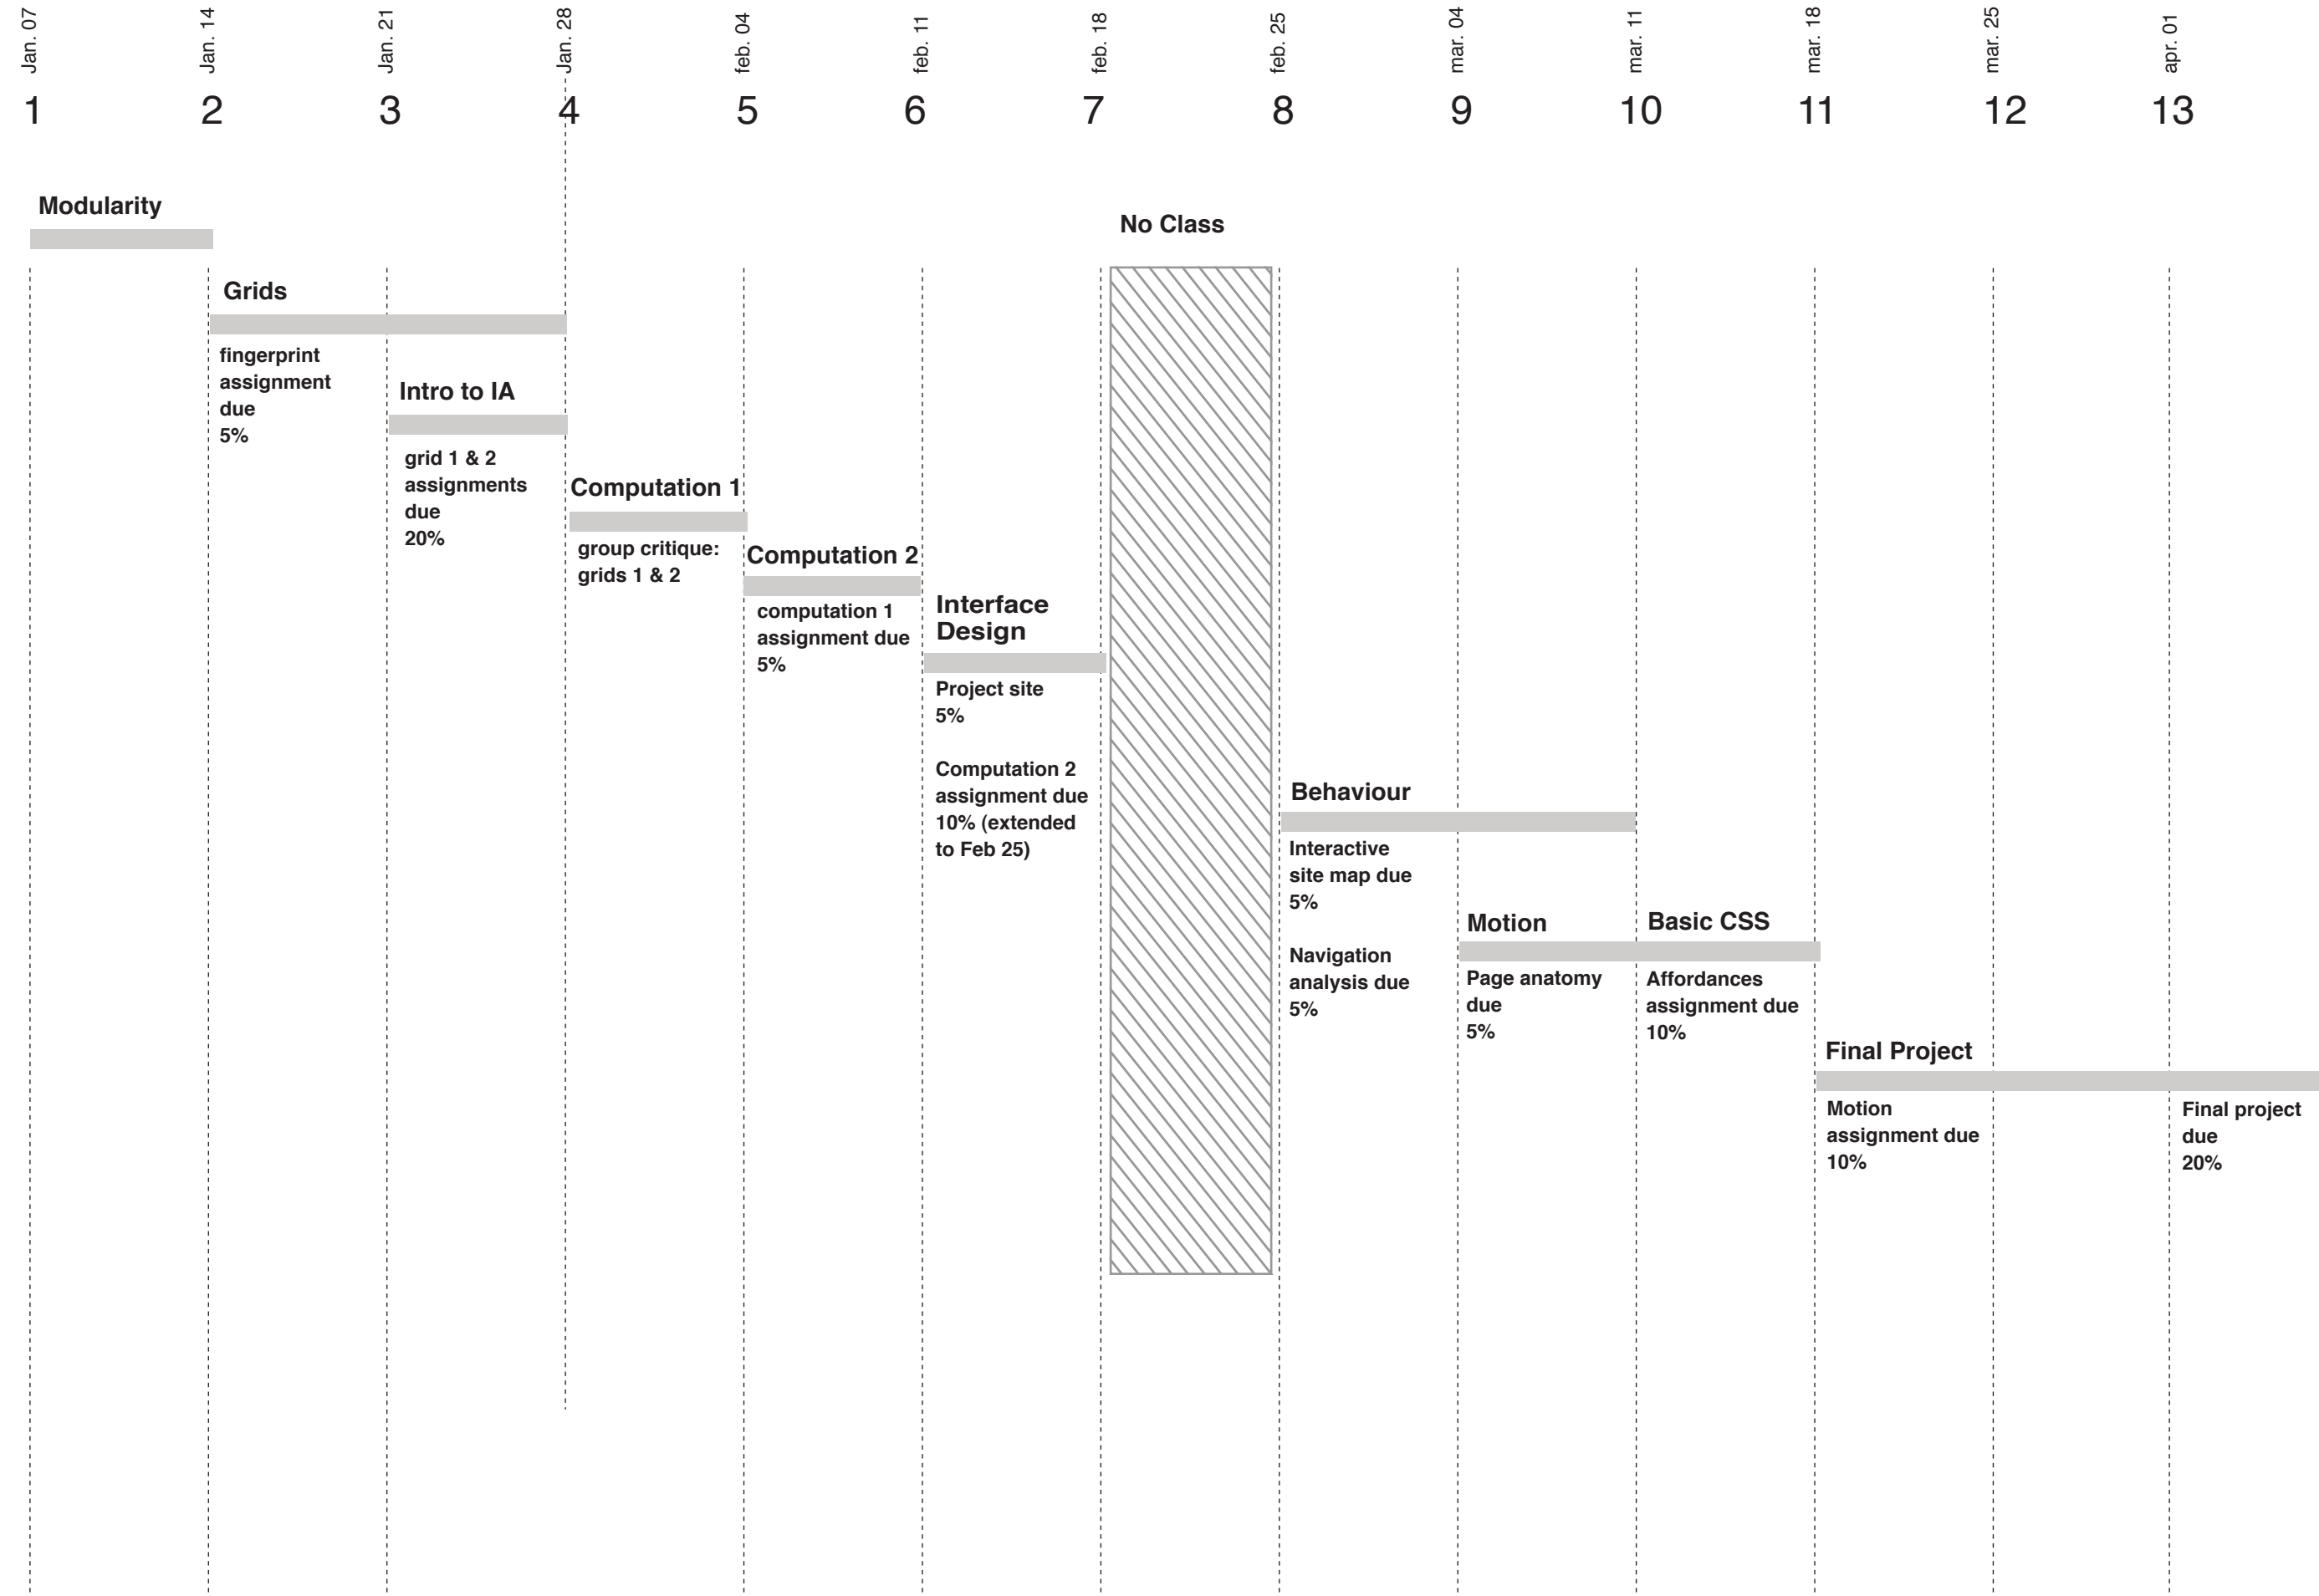 Jan. 07
Jan. 14
Jan. 21
Jan. 28
feb. 04
feb. 11
feb. 18
feb. 25
mar. 04
mar. 11
mar. 18
mar. 25
apr. 01
1
2
3
4
5
6
7
8
9
10
11
12
13
Modularity
No Class
Grids
fingerprint
assignment
due
5%
Intro to IA
grid 1 & 2
assignments
due
20%
Computation 1
group critique:
grids 1 & 2
Computation 2
computation 1
assignment due
5%
Interface
Design
Project site
5%
Computation 2
assignment due
10% (extended
to Feb 25)
Behaviour
Interactive
site map due
5%
Navigation
analysis due
5%
Motion
Page anatomy
due
5%
Basic CSS
Affordances
assignment due
10%
Final Project
Motion
assignment due
10%
Final project
due
20%